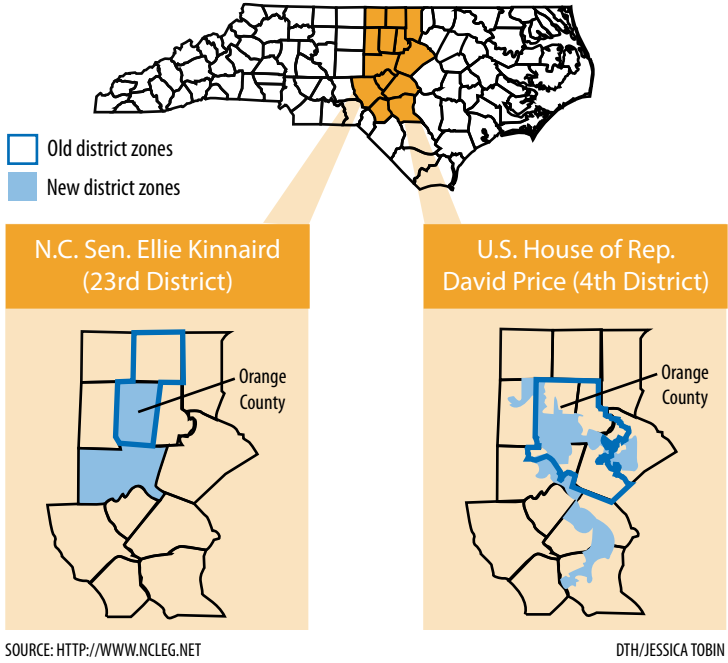 Old district zones
New district zones
N.C. Sen. Ellie Kinnaird
(23rd District)
Orange
County
U.S. House of Rep.
David Price (4th District)
Orange
County
SOURCE: HTTP://WWW.NCLEG.NET
DTH/JESSICA TOBIN